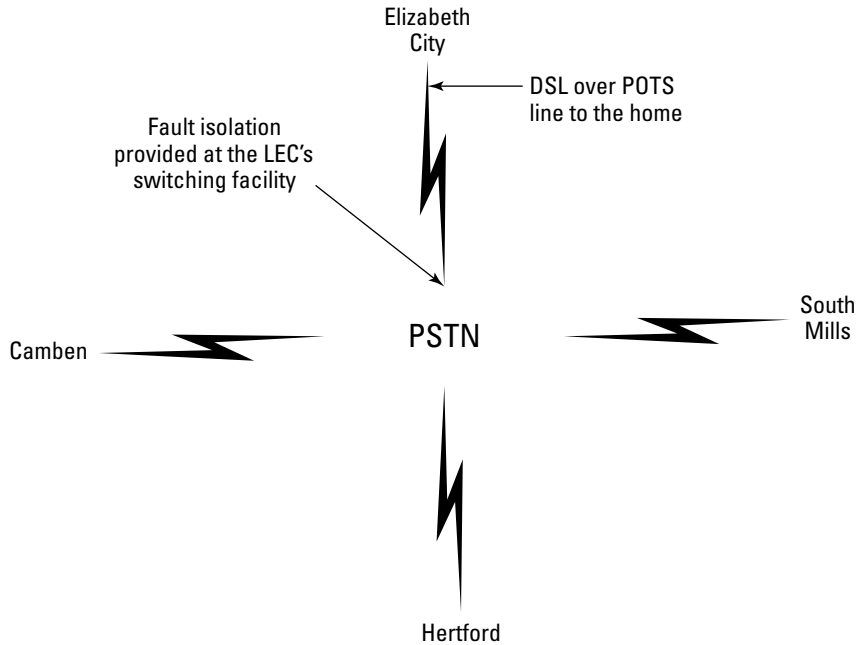 Elizabeth
City
DSL over POTS
line to the home
Fault isolation
provided at the LEC's
switching facility
South
Mills
PSTN
Camben
Hertford